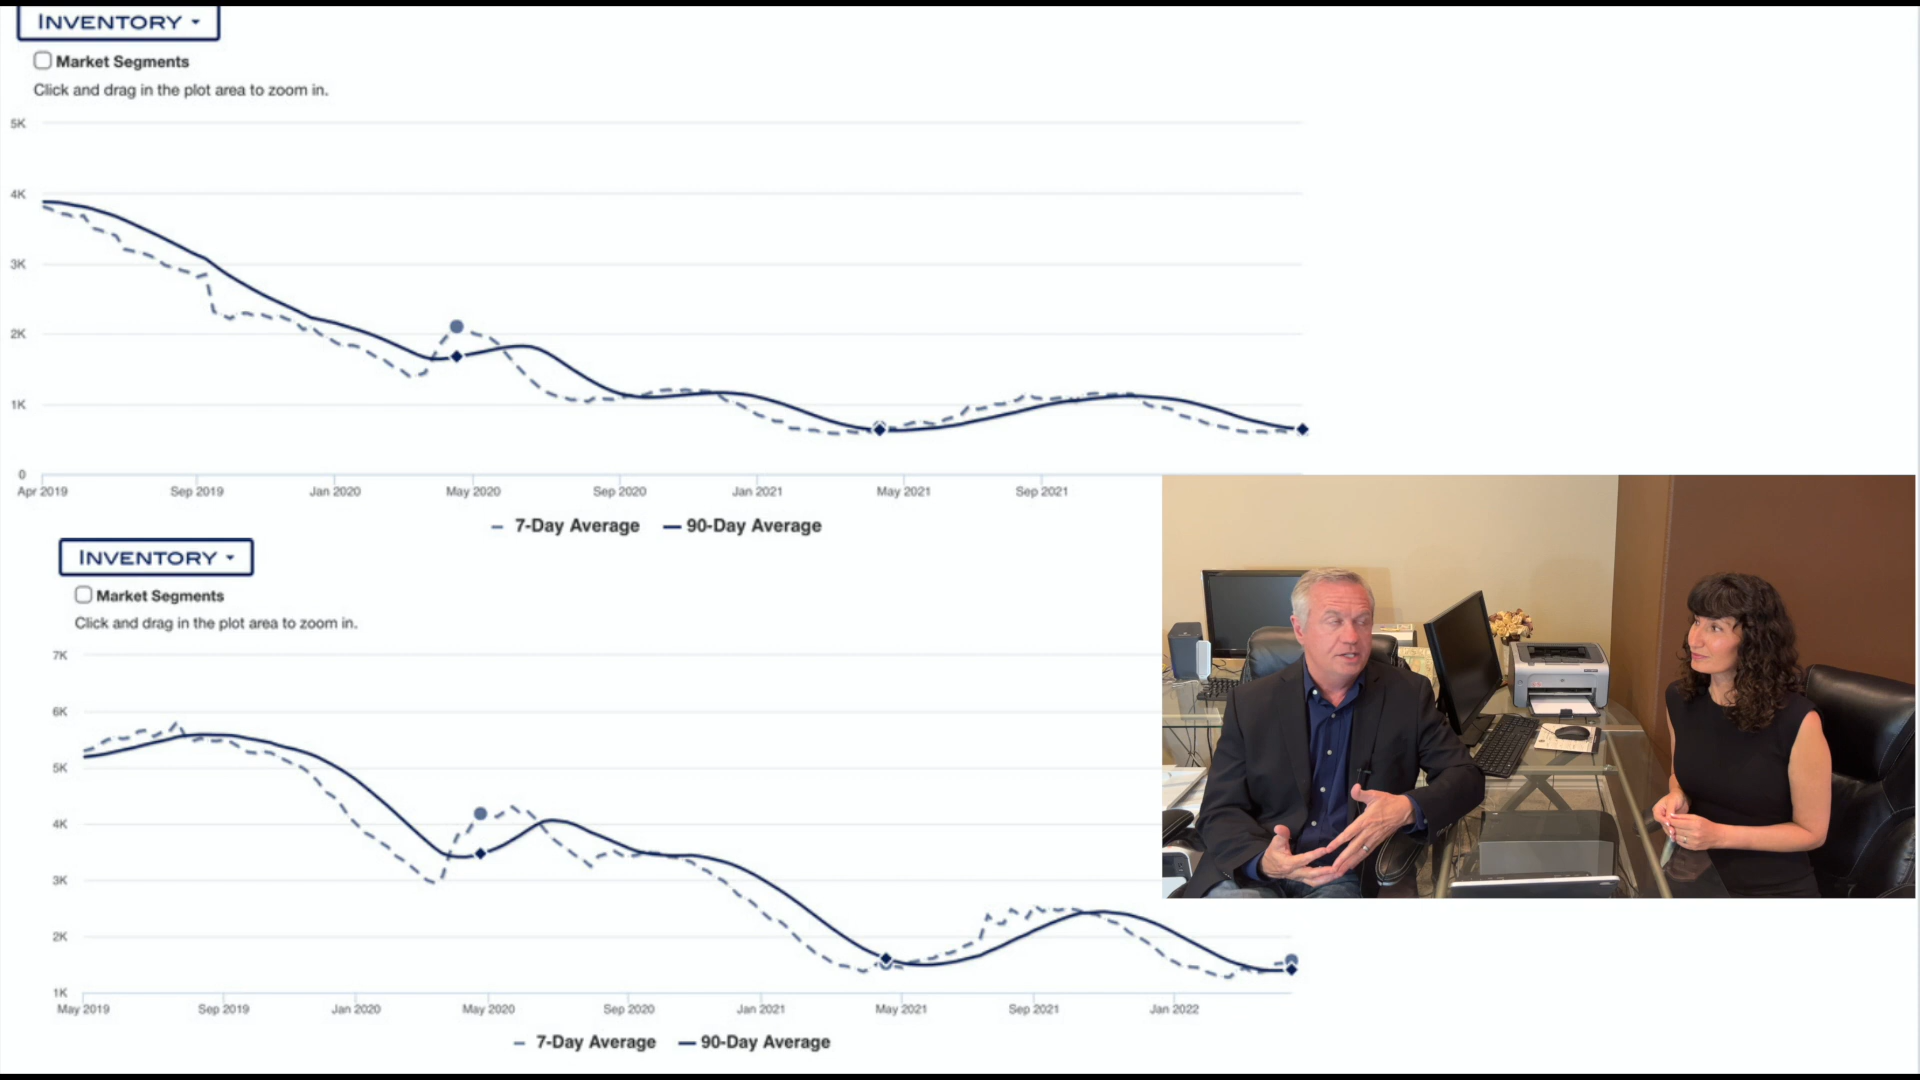 INVENTORY
Market Segments
Click and drag in the plot area to zoom in.
5K
4K
3K
2K
1K
0
Apr 2019 Sep 2019 Jan 2020 May 2020 Sep 2020 Jan 2021 May 2021 Sep 2021
7-Day Average 90-Day Average
INVENTORY
Market Segments
Click and drag in the plot area to zoom in.
7K
6K
5K
4K
3K
2K
1K
May 2019 Sep 2019 Jan 2020 May 2020 Sep 2020 Jan 2021 May 2021 Sep 2021 Jan 2022
7-Day Average 90-Day Average